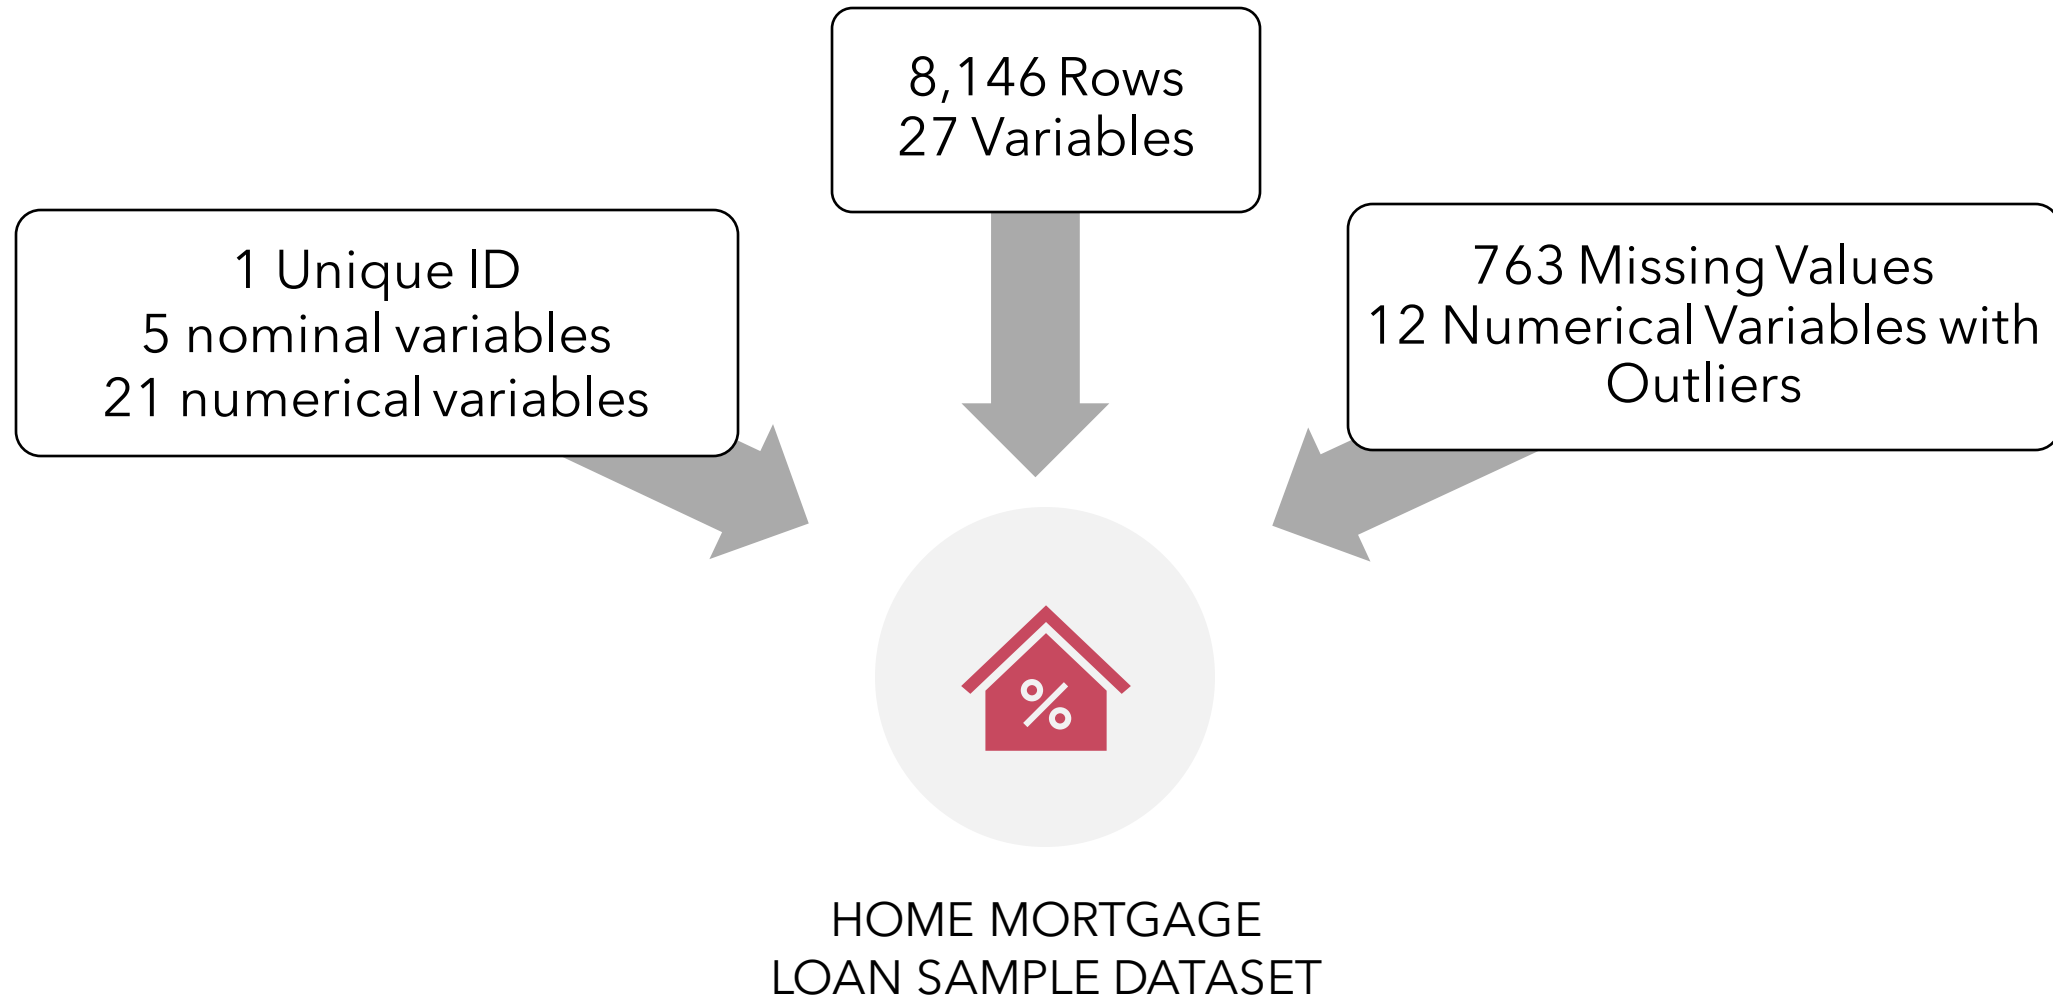 8,146 Rows
27 Variables
1 Unique ID
5 nominal variables
21 numerical variables
763 Missing Values
12 Numerical Variables with
Outliers
%
HOME MORTGAGE
LOAN SAMPLE DATASET